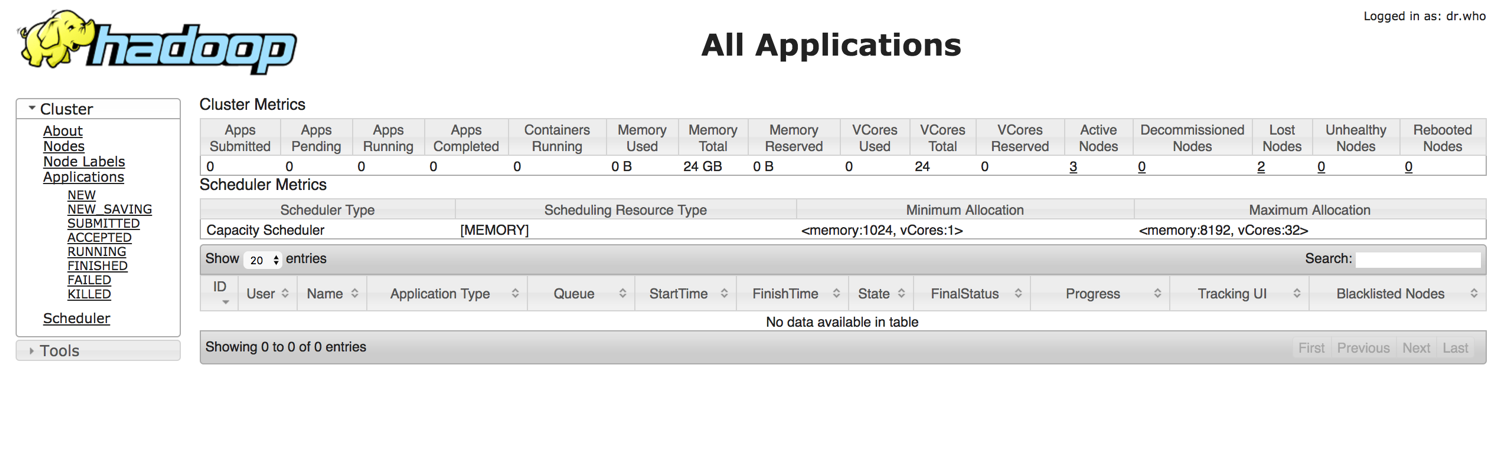 Logged in as: dr.who
hadoop
All Applications
Cluster
About
Nodes
Node Labels
Applications
NEW
NEW_SAVING
SUBMITTED
ACCEPTED
RUNNING
FINISHED
FAILED
KILLED
Scheduler
Tools
Cluster Metrics
Apps Submitted Apps Pending Apps Running Apps Completed Containers Running Memory Used Memory Total Memory Reserved VCores Used VCores Total VCores Reserved Active Nodes Decommissioned Nodes Lost Nodes Unhealthy Nodes Rebooted Nodes
0 0 0 0 0 0 B 24 GB 0 B 0 24 0 3 0 2 0 0
Scheduler Metrics
Scheduler Type Scheduling Resource Type Minimum Allocation Maximum Allocation
Capacity Scheduler [MEMORY] <memory:1024, vCores:1> <memory:8192, vCores:32>
Show 20 entries Search:
ID User Name Application Type Queue StartTime FinishTime State FinalStatus Progress Tracking UI Blacklisted Nodes
No data available in table
Showing 0 to 0 of 0 entries First Previous Next Last